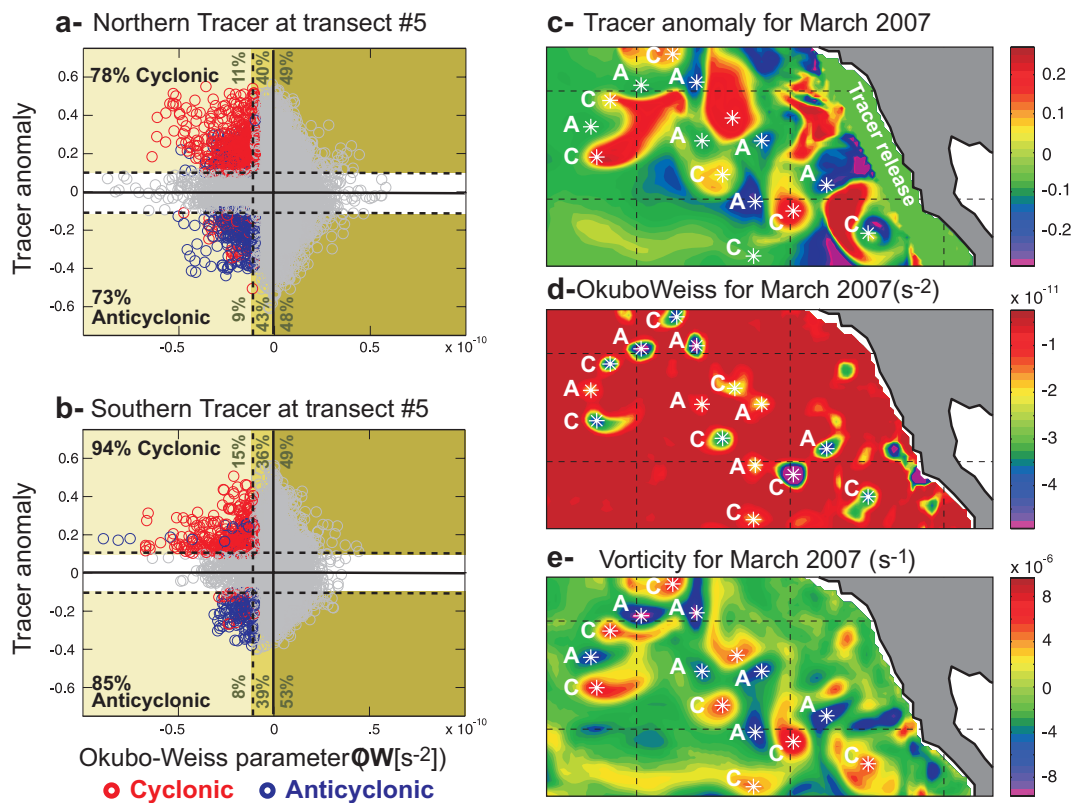 a- Northern Tracer at transect #5
78% Cyclonic
11%
40%
49%
0.6
0.4
0.2
0
-0.2
-0.4
-0.6
Tracer anomaly
73%
Anticyclonic
9%
43%
48%
-0.5
0
0.5
x 10-10
b- Southern Tracer at transect #5
94% Cyclonic
15%
36%
49%
0.6
0.4
0.2
0
-0.2
-0.4
-0.6
Tracer anomaly
85%
Anticyclonic
8%
39%
53%
-0.5
0
0.5
x 10-10
Okubo-Weiss parameter OW[s-2])
Cyclonic
Anticyclonic
c- Tracer anomaly for March 2007
C
A
A
C
A
A
A
C
C
A
A
C
C
C
Tracer release
0.2
0.1
0
-0.1
-0.2
d- OkuboWeiss for March 2007(s-2)
C
A
A
C
A
C
A
A
C
C
A
A
C
C
C
x 10-11
-1
-2
-3
-4
e- Vorticity for March 2007 (s-1)
C
A
A
C
C
A
A
A
C
C
A
A
C
C
C
x 10-6
8
4
0
-4
-8